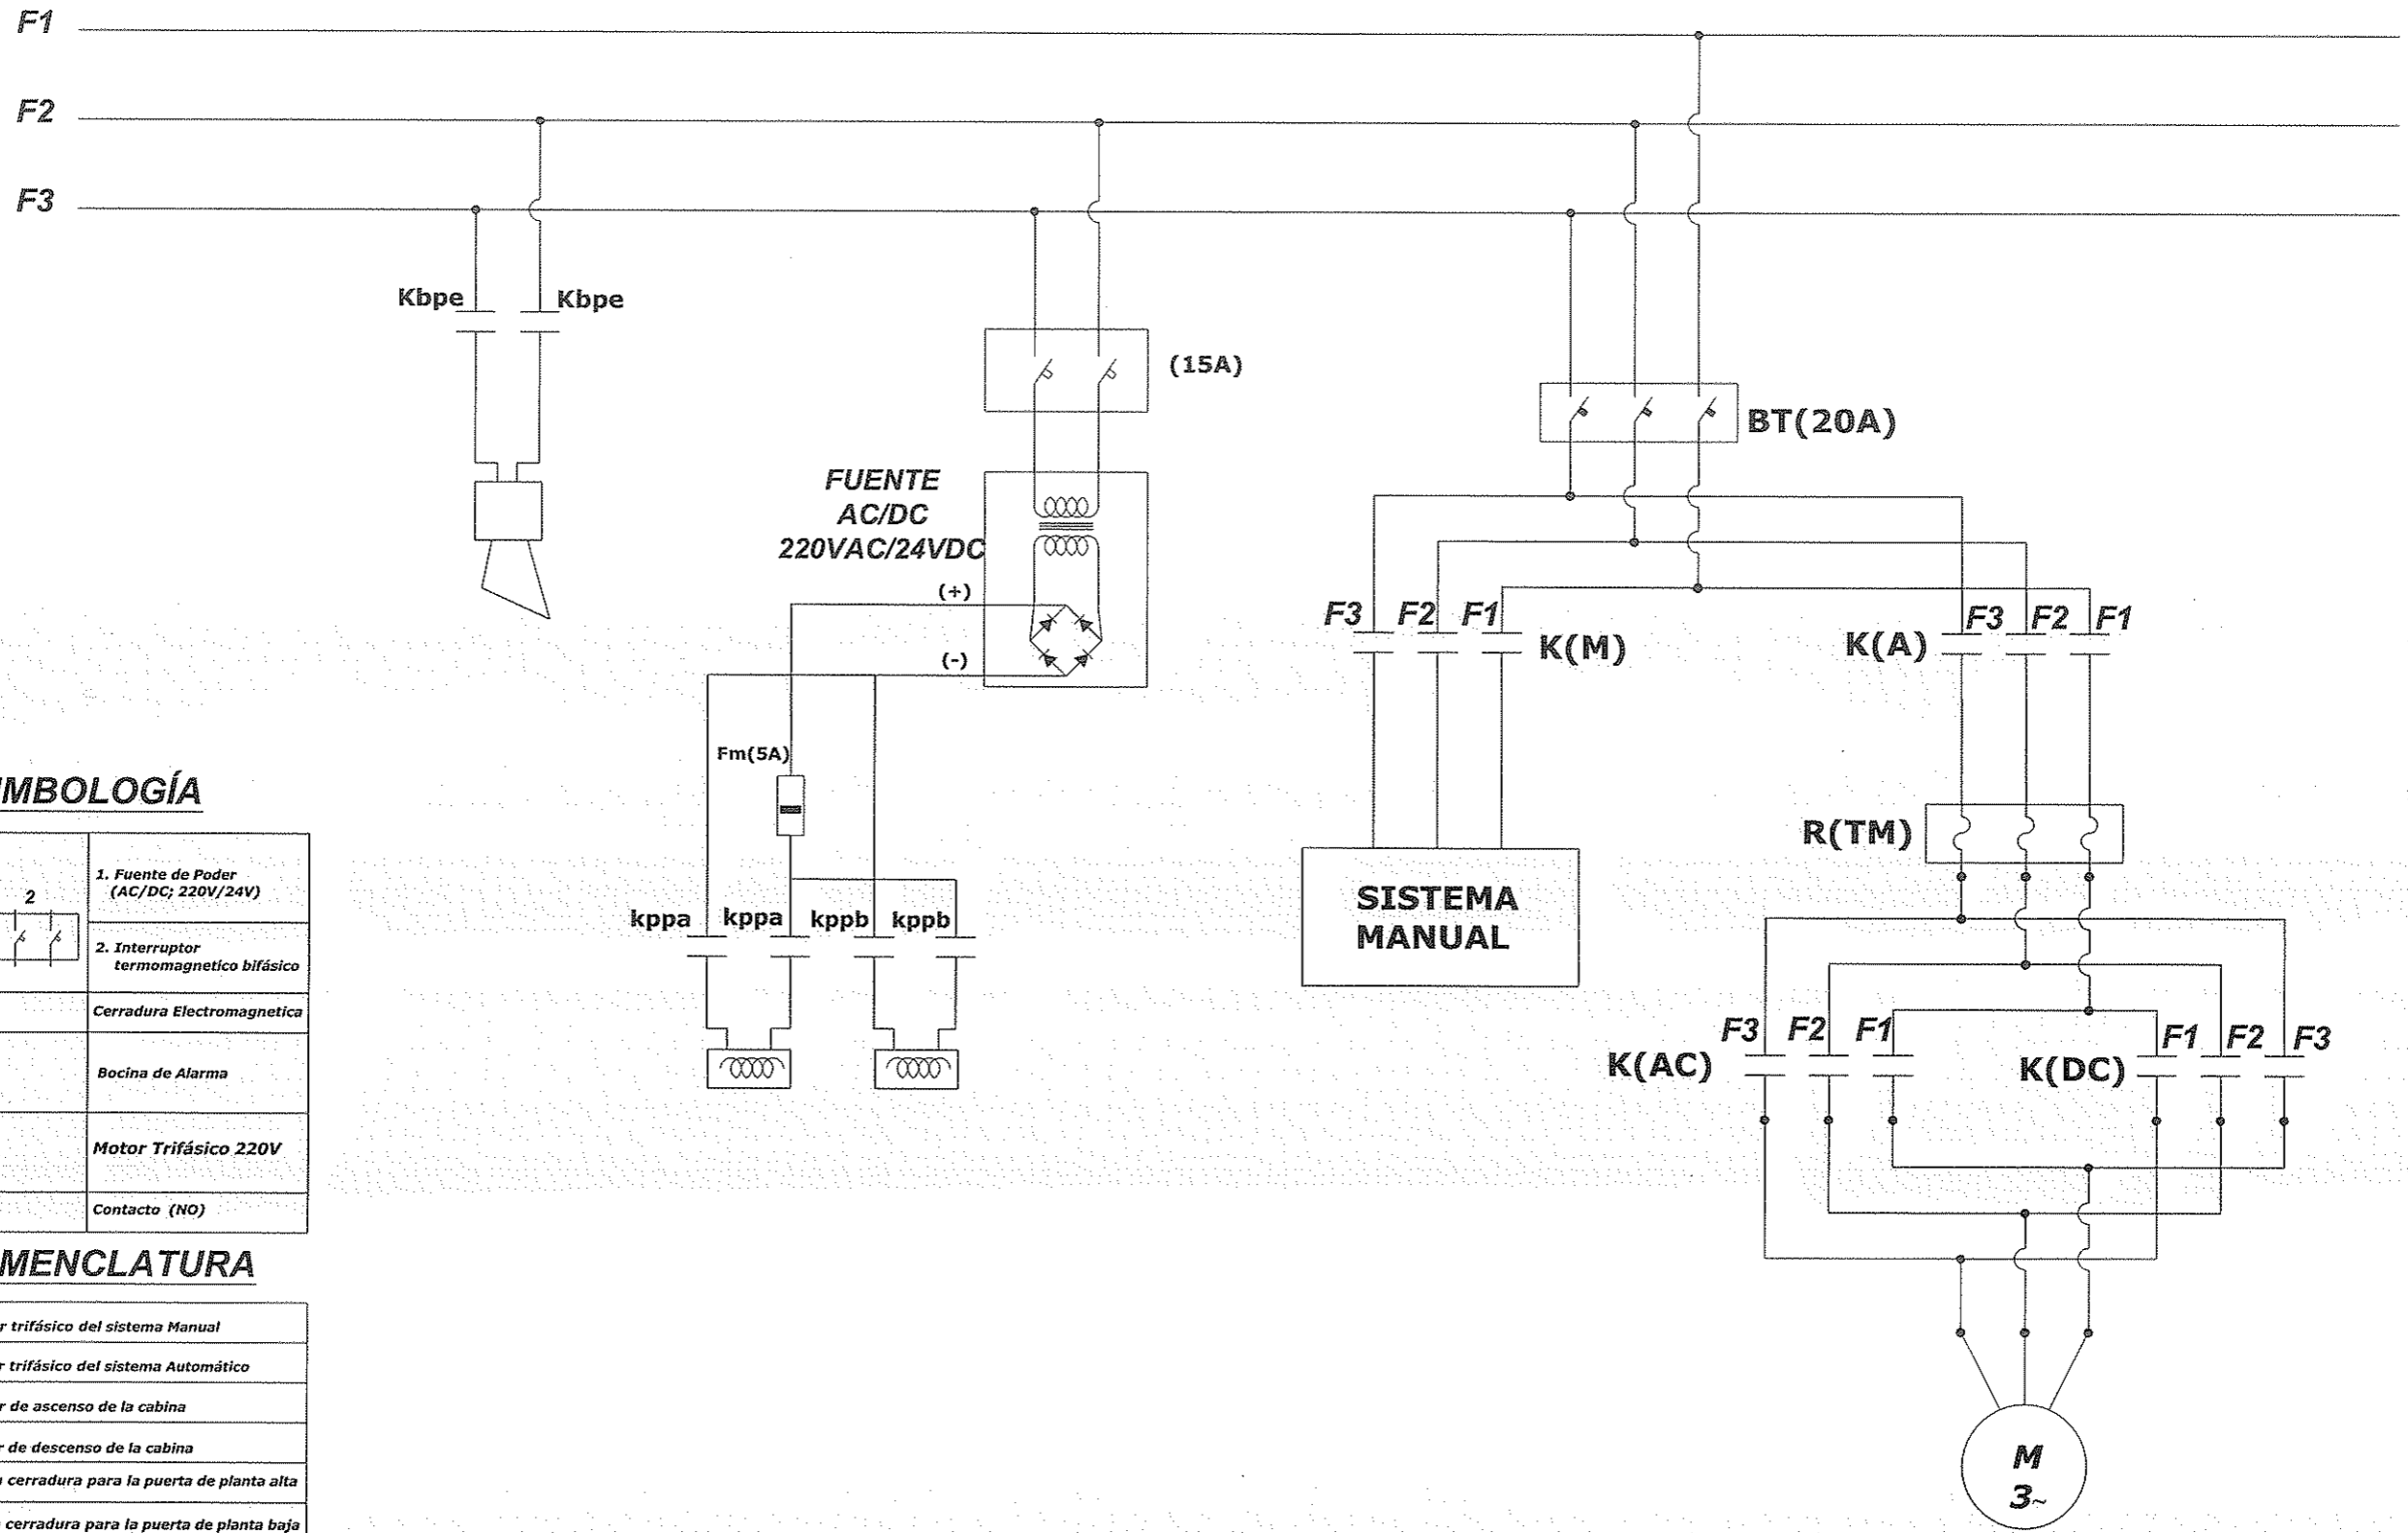 F1
F2
F3
Kbpe
Kbpe
(15A)
BT(20A)
FUENTE
AC/DC
220VAC/24VDC
(+)
(-)
F3
F2
F1
K(M)
K(A)
F3
F2
F1
Fm(5A)
R(TM)
SISTEMA
MANUAL
kppa
kppa
kppb
kppb
F3
F2
F1
K(AC)
K(DC)
F1
F2
F3
M
3~
IMBOLOGÍA
2
1. Fuente de Poder
(AC/DC; 220V/24V)
2. Interruptor
termomagnetico bifásico
Cerradura Electromagnetica
Bocina de Alarma
Motor Trifásico 220V
Contacto (NO)
MENCLATURA
r trifásico del sistema Manual
r trifásico del sistema Automático
r de ascenso de la cabina
r de descenso de la cabina
cerradura para la puerta de planta alta
cerradura para la puerta de planta baja